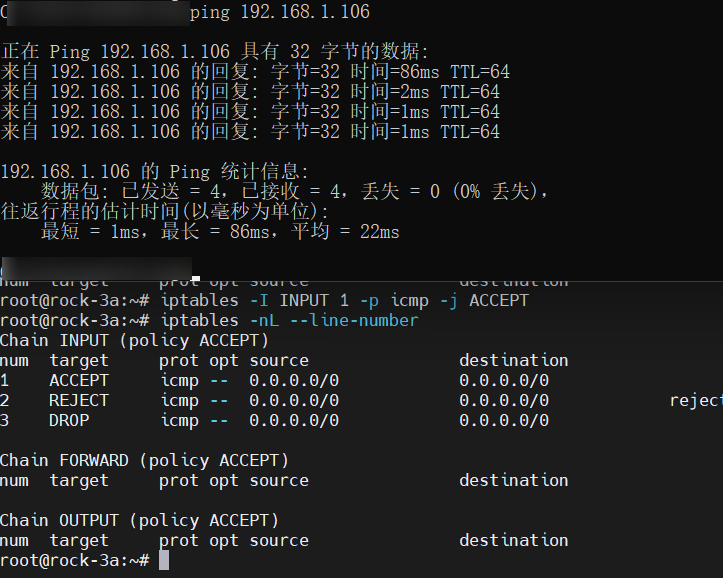 ping 192.168.1.106
正在 Ping 192.168.1.106 具有 32 字节的数据:
来自 192.168.1.106 的回复: 字节=32 时间=86ms TTL=64
来自 192.168.1.106 的回复: 字节=32 时间=2ms TTL=64
来自 192.168.1.106 的回复: 字节=32 时间=1ms TTL=64
来自 192.168.1.106 的回复: 字节=32 时间=1ms TTL=64
192.168.1.106 的 Ping 统计信息:
数据包: 已发送 = 4，已接收 = 4，丢失 = 0 (0% 丢失)，
往返行程的估计时间(以毫秒为单位):
最短 = 1ms，最长 = 86ms，平均 = 22ms
num target prot opt source destination
root@rock-3a:~# iptables -I INPUT 1 -p icmp -j ACCEPT
root@rock-3a:~# iptables -nL --line-number
Chain INPUT (policy ACCEPT)
num target prot opt source destination
1 ACCEPT icmp -- 0.0.0.0/0 0.0.0.0/0
2 REJECT icmp -- 0.0.0.0/0 0.0.0.0/0 reject
3 DROP icmp -- 0.0.0.0/0 0.0.0.0/0
Chain FORWARD (policy ACCEPT)
num target prot opt source destination
Chain OUTPUT (policy ACCEPT)
num target prot opt source destination
root@rock-3a:~#